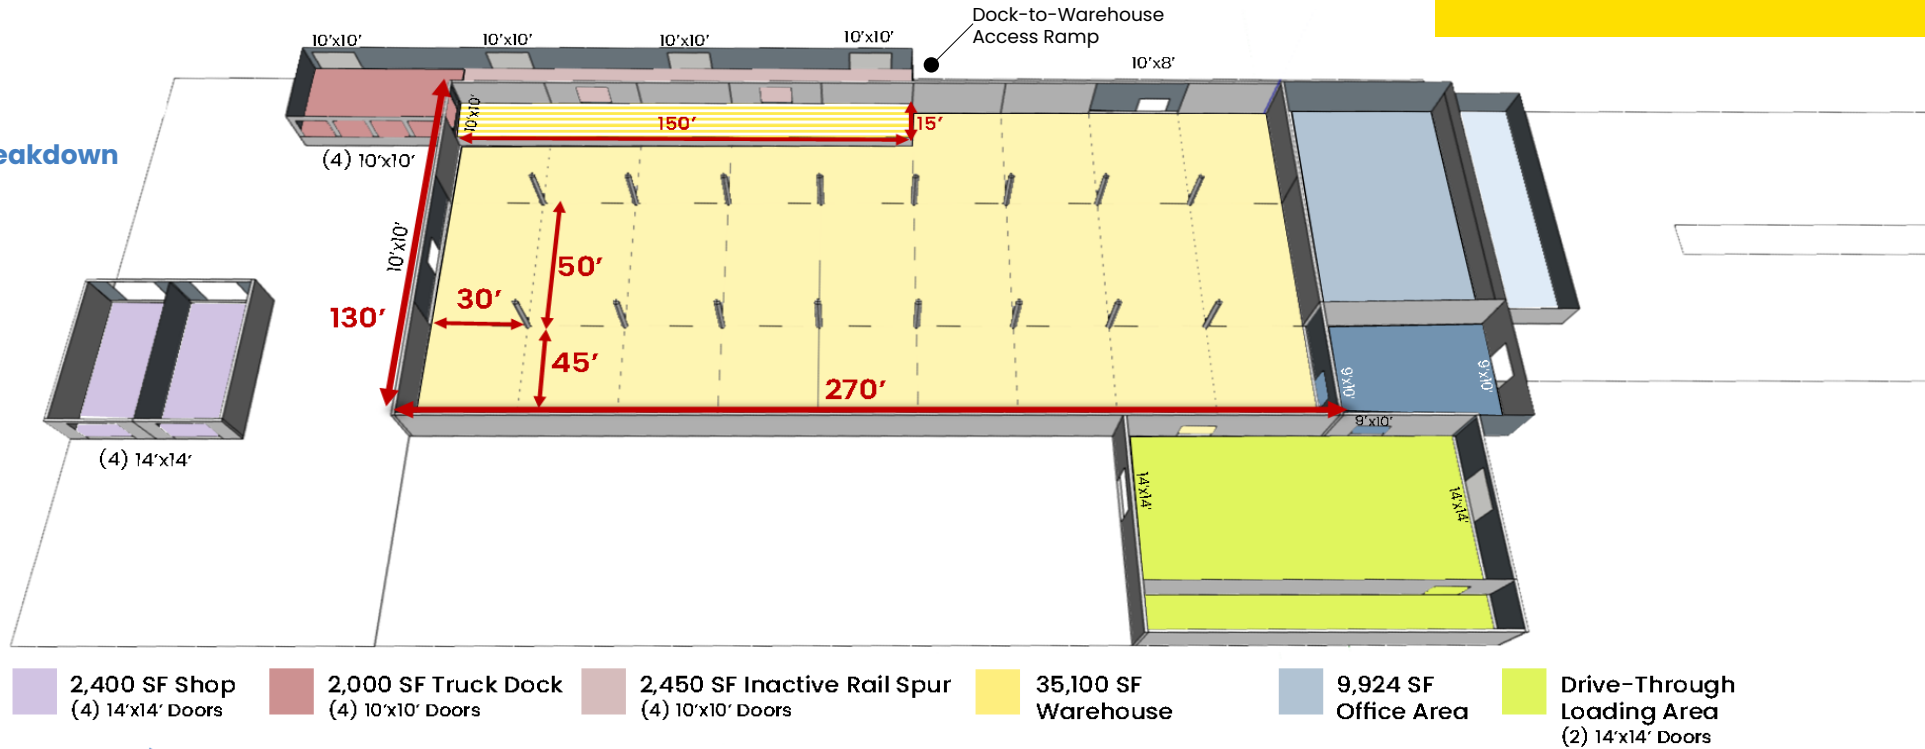 Dock-to-Warehouse
Access Ramp
10'x10'
10'x10'
10'x10'
10'x10'
10'x8'
10'x10'
150'
15'
eakdown
(4) 10'x10'
10'x10'
50'
30'
130'
45'
270'
9'x10'
9'x10'
9'x10'
(4) 14'x14'
14'x14'
14'x14'
2,400 SF Shop
(4) 14'x14' Doors
2,000 SF Truck Dock
(4) 10'x10' Doors
2,450 SF Inactive Rail Spur
(4) 10'x10' Doors
35,100 SF
Warehouse
9,924 SF
Office Area
Drive-Through
Loading Area
(2) 14'x14' Doors